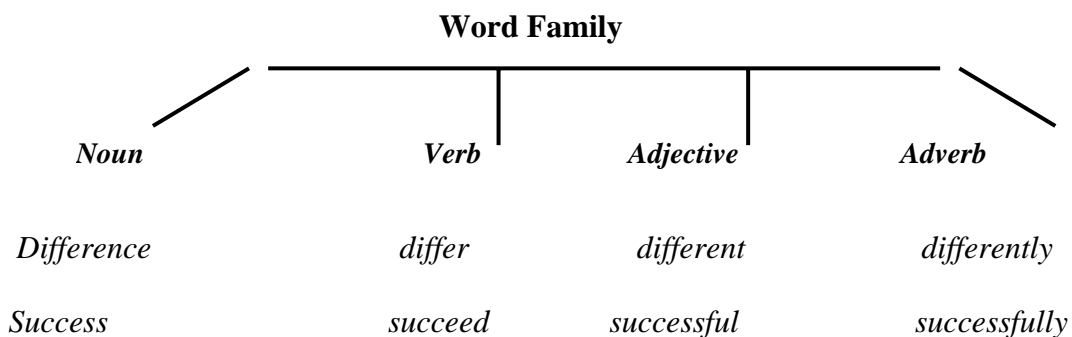 Word Family
Noun Verb Adjective Adverb
Difference differ different differently
Success succeed successful successfully